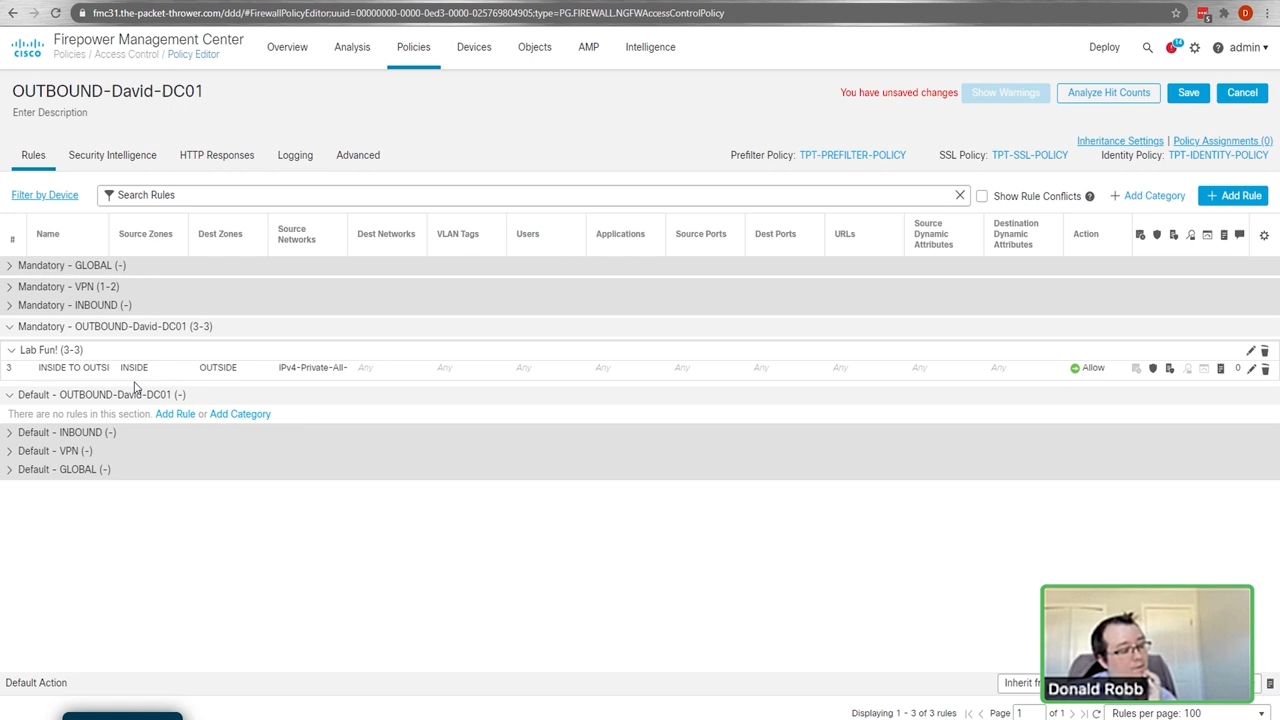 fmc31.the-packet-thrower.com/ddd/#FirewallPolicyEditor;uuid=00000000-0000-0ed3-0000-025769804905;type=PG.FIREWALL.NGFWAccessControlPolicy
5
D
CISCO
Firepower Management Center
Policies / Access Control / Policy Editor
Overview
Analysis
Policies
Devices
Objects
AMP
Intelligence
Deploy
14
admin
OUTBOUND-David-DC01
Enter Description
You have unsaved changes
Show Warnings
Analyze Hit Counts
Save
Cancel
Inheritance Settings | Policy Assignments (0)
Rules
Security Intelligence
HTTP Responses
Logging
Advanced
Prefilter Policy: TPT-PREFILTER-POLICY
SSL Policy: TPT-SSL-POLICY
Identity Policy: TPT-IDENTITY-POLICY
Filter by Device
Search Rules
Show Rule Conflicts
+ Add Category
+ Add Rule
#
Name
Source Zones
Dest Zones
Source Networks
Dest Networks
VLAN Tags
Users
Applications
Source Ports
Dest Ports
URLs
Source Dynamic Attributes
Destination Dynamic Attributes
Action
Mandatory - GLOBAL (-)
Mandatory - VPN (1-2)
Mandatory - INBOUND (-)
Mandatory - OUTBOUND-David-DC01 (3-3)
Lab Fun! (3-3)
3 INSIDE TO OUTSI INSIDE OUTSIDE IPv4-Private-All- Any Any Any Any Any Any Any Any Any Allow 0
Default - OUTBOUND-David-DC01 (-)
There are no rules in this section. Add Rule or Add Category
Default - INBOUND (-)
Default - VPN (-)
Default - GLOBAL (-)
Default Action
Inherit
Donald Robb
Displaying 1 - 3 of 3 rules
Page 1 of 1
Rules per page: 100